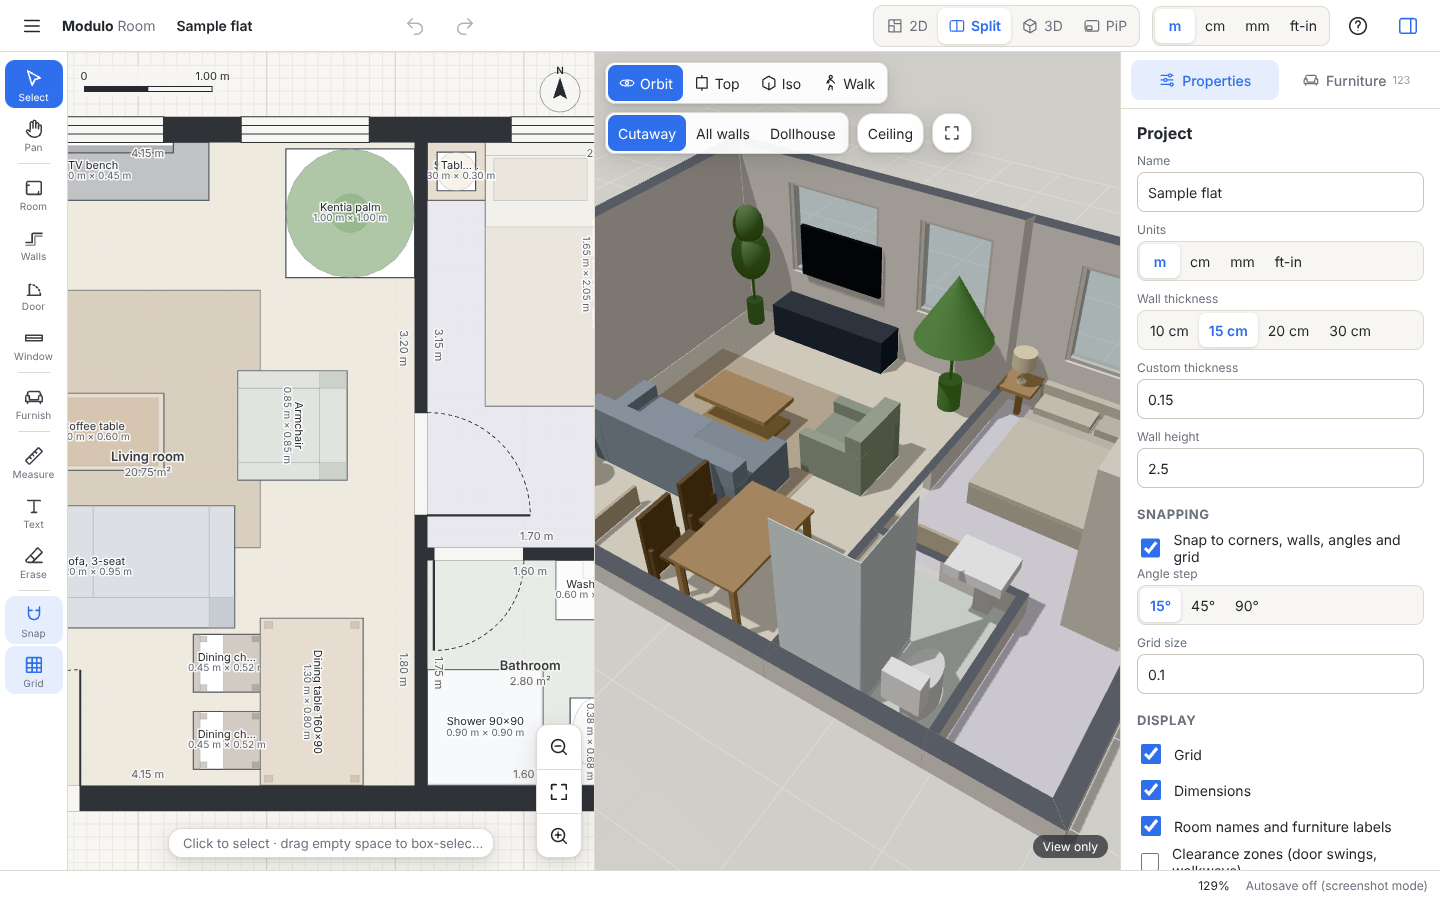 Modulo Room
Sample flat
2D
Split
3D
PiP
m
cm
mm
ft-in
Select
Pan
Room
Walls
Door
Window
Furnish
Measure
Text
Erase
Snap
Grid
0
1.00 m
N
4.15 m
TV bench
0 m × 0.45 m
Kentia palm
1.00 m × 1.00 m
Tabl...
30 m × 0.30 m
2
1.65 m × 2.05 m
3.20 m
3.15 m
Armchair
0.85 m × 0.85 m
offee table
0 m × 0.60 m
Living room
20.75 m²
1.70 m
1.60 m
ofa, 3-seat
0 m × 0.95 m
Wash
0.60 m ×
Dining ch...
0.45 m × 0.52 m
Dining table 160×90
1.30 m × 0.80 m
1.80 m
1.75 m
Bathroom
2.80 m²
Dining ch...
0.45 m × 0.52 m
Shower 90×90
0.90 m × 0.90 m
0.38 m × 0.68 m
4.15 m
1.60
Click to select · drag empty space to box-selec...
Orbit
Top
Iso
Walk
Cutaway
All walls
Dollhouse
Ceiling
View only
Properties
Furniture 123
Project
Name
Sample flat
Units
m
cm
mm
ft-in
Wall thickness
10 cm
15 cm
20 cm
30 cm
Custom thickness
0.15
Wall height
2.5
SNAPPING
Snap to corners, walls, angles and
grid
Angle step
15°
45°
90°
Grid size
0.1
DISPLAY
Grid
Dimensions
Room names and furniture labels
Clearance zones (door swings,
walkways)
129%
Autosave off (screenshot mode)